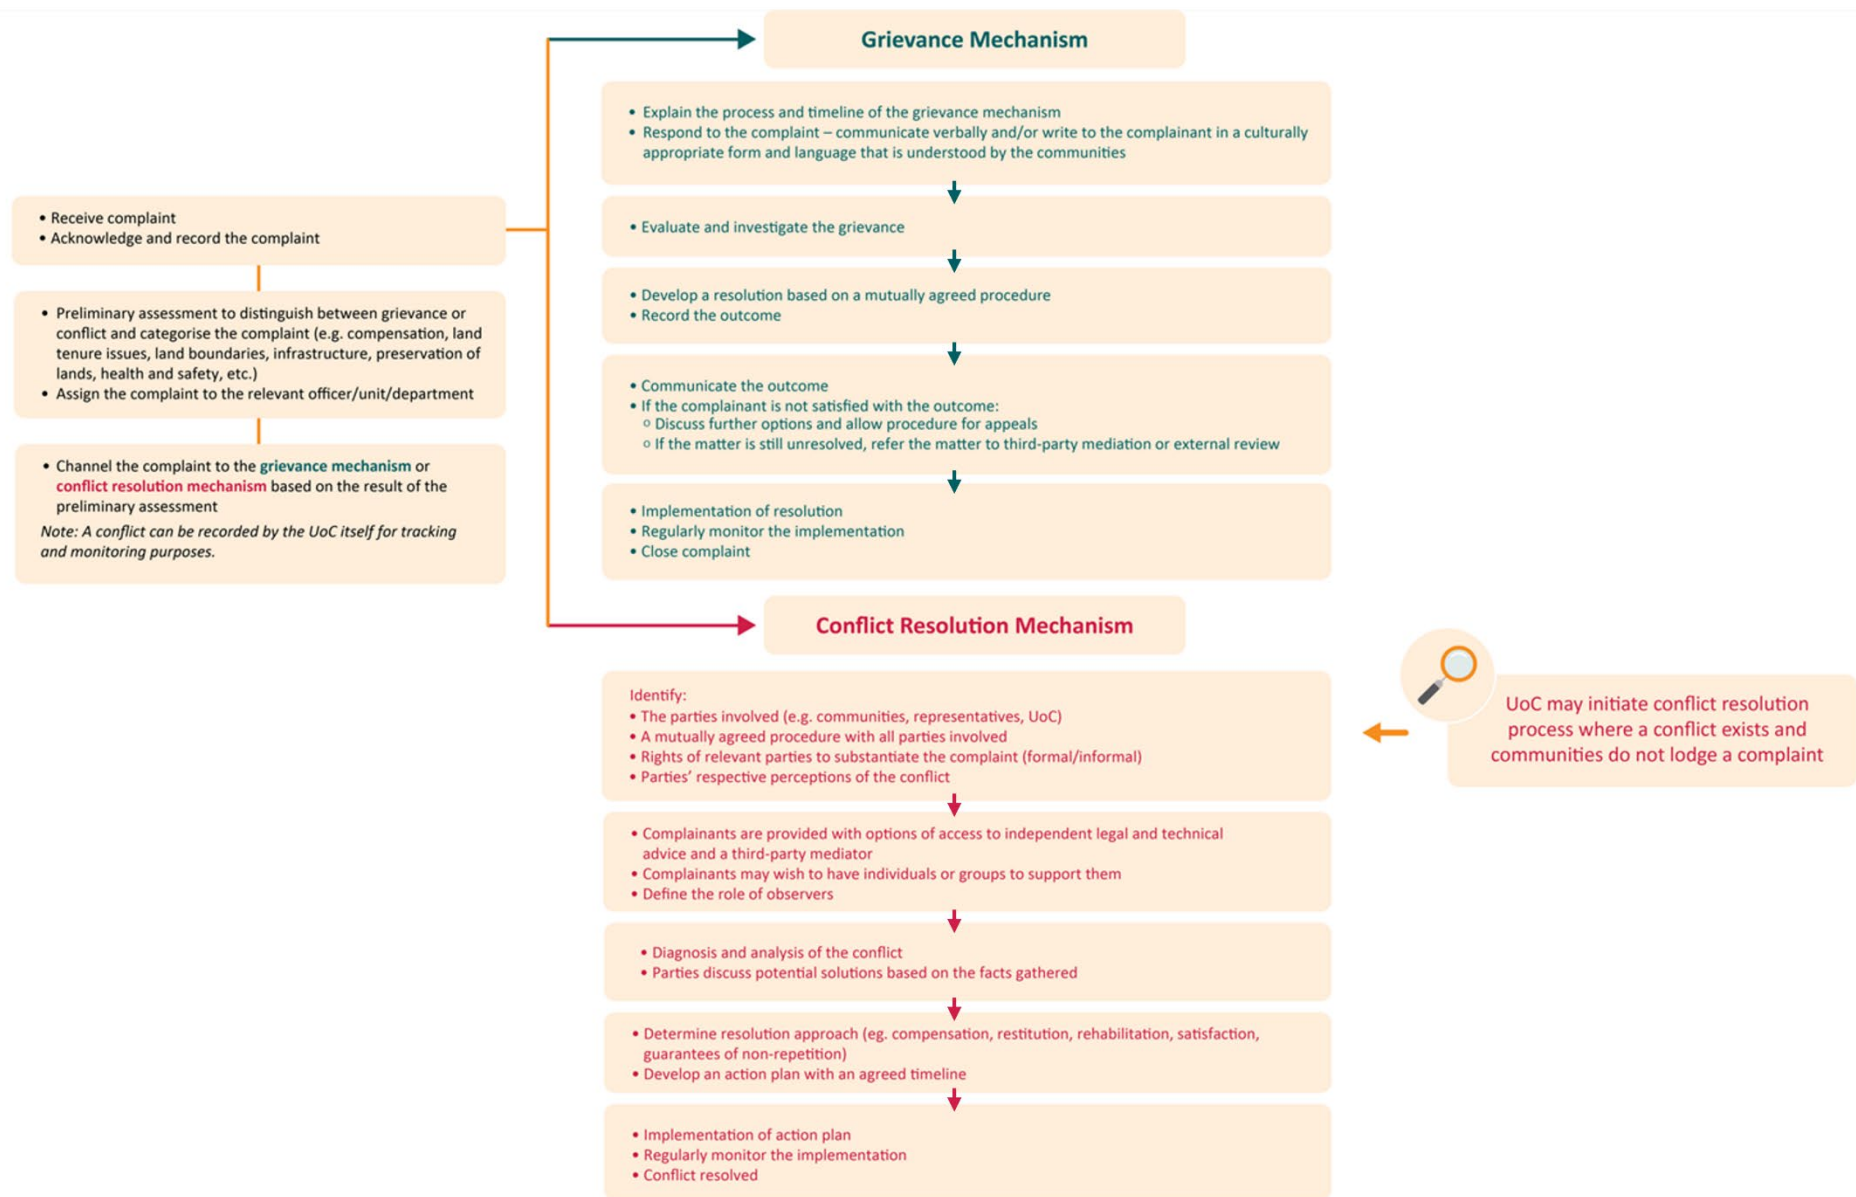 • Receive complaint
• Acknowledge and record the complaint
• Preliminary assessment to distinguish between grievance or
conflict and categorise the complaint (e.g. compensation, land
tenure issues, land boundaries, infrastructure, preservation of
lands, health and safety, etc.)
• Assign the complaint to the relevant officer/unit/department
• Channel the complaint to the grievance mechanism or
conflict resolution mechanism based on the result of the
preliminary assessment
Note: A conflict can be recorded by the UoC itself for tracking
and monitoring purposes.
Grievance Mechanism
• Explain the process and timeline of the grievance mechanism
• Respond to the complaint – communicate verbally and/or write to the complainant in a culturally
appropriate form and language that is understood by the communities
• Evaluate and investigate the grievance
• Develop a resolution based on a mutually agreed procedure
• Record the outcome
• Communicate the outcome
• If the complainant is not satisfied with the outcome:
○ Discuss further options and allow procedure for appeals
○ If the matter is still unresolved, refer the matter to third-party mediation or external review
• Implementation of resolution
• Regularly monitor the implementation
• Close complaint
Conflict Resolution Mechanism
Identify:
• The parties involved (e.g. communities, representatives, UoC)
• A mutually agreed procedure with all parties involved
• Rights of relevant parties to substantiate the complaint (formal/informal)
• Parties’ respective perceptions of the conflict
• Complainants are provided with options of access to independent legal and technical
advice and a third-party mediator
• Complainants may wish to have individuals or groups to support them
• Define the role of observers
• Diagnosis and analysis of the conflict
• Parties discuss potential solutions based on the facts gathered
• Determine resolution approach (eg. compensation, restitution, rehabilitation, satisfaction,
guarantees of non-repetition)
• Develop an action plan with an agreed timeline
• Implementation of action plan
• Regularly monitor the implementation
• Conflict resolved
UoC may initiate conflict resolution
process where a conflict exists and
communities do not lodge a complaint